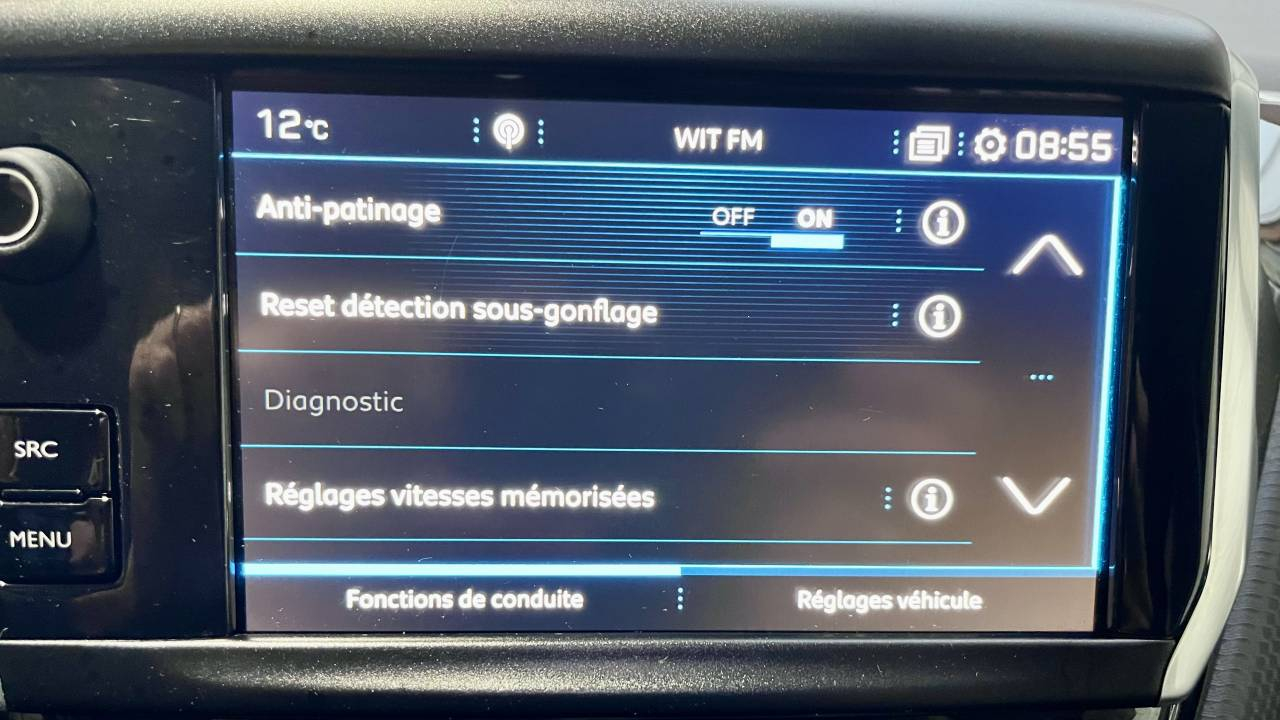 12°C
WIT FM
08:55
Anti-patinage
OFF ON
Reset détection sous-gonflage
Diagnostic
SRC
Réglages vitesses mémorisées
MENU
Fonctions de conduite
Réglages véhicule